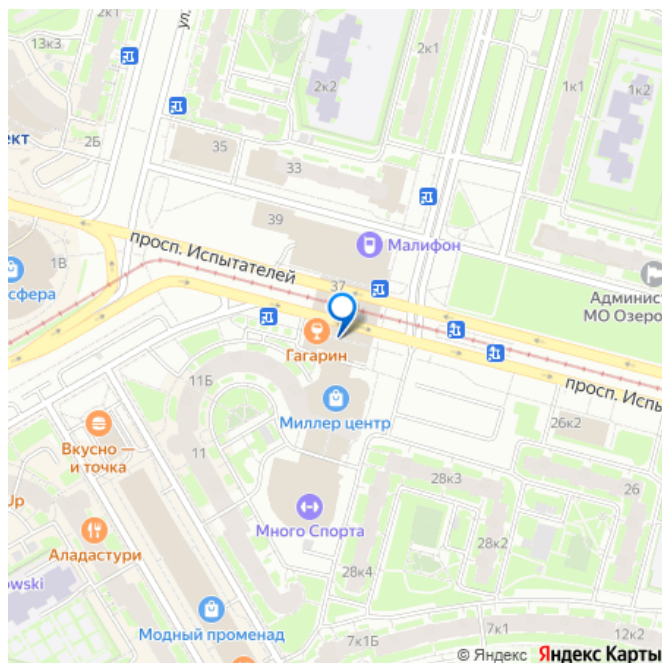 13к3
ул.
2к1
2к2
1к1
1к2
ект
2Б
35
33
39
Малифон
просп. Испытателей
1В
сфера
37
Админис
МО Озеро
Гагарин
просп. Испы
11Б
Миллер центр
Вкусно —
и точка
11
26к2
28к3
26
Up
Много Спорта
Аладастури
28к2
28к4
owski
Модный променад
7к1Б
7к1
12к2
© Яндекс Яндекс Карты